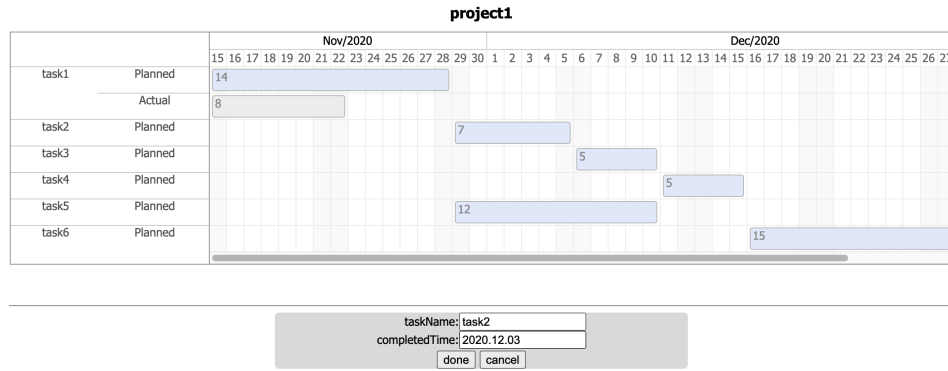 project1
Nov/2020 Dec/2020
15 16 17 18 19 20 21 22 23 24 25 26 27 28 29 30 1 2 3 4 5 6 7 8 9 10 11 12 13 14 15 16 17 18 19 20 21 22 23 24 25 26
task1 Planned 14
Actual 8
task2 Planned 7
task3 Planned 5
task4 Planned 5
task5 Planned 12
task6 Planned 15
taskName: task2
completedTime: 2020.12.03
done cancel